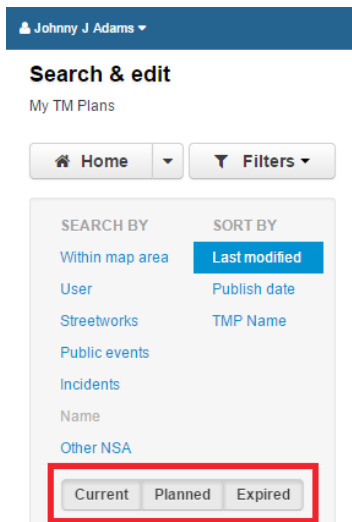 Johnny J Adams
Search & edit
My TM Plans
Home
Filters
SEARCH BY
Within map area
User
Streetworks
Public events
Incidents
Name
Other NSA
SORT BY
Last modified
Publish date
TMP Name
Current Planned Expired